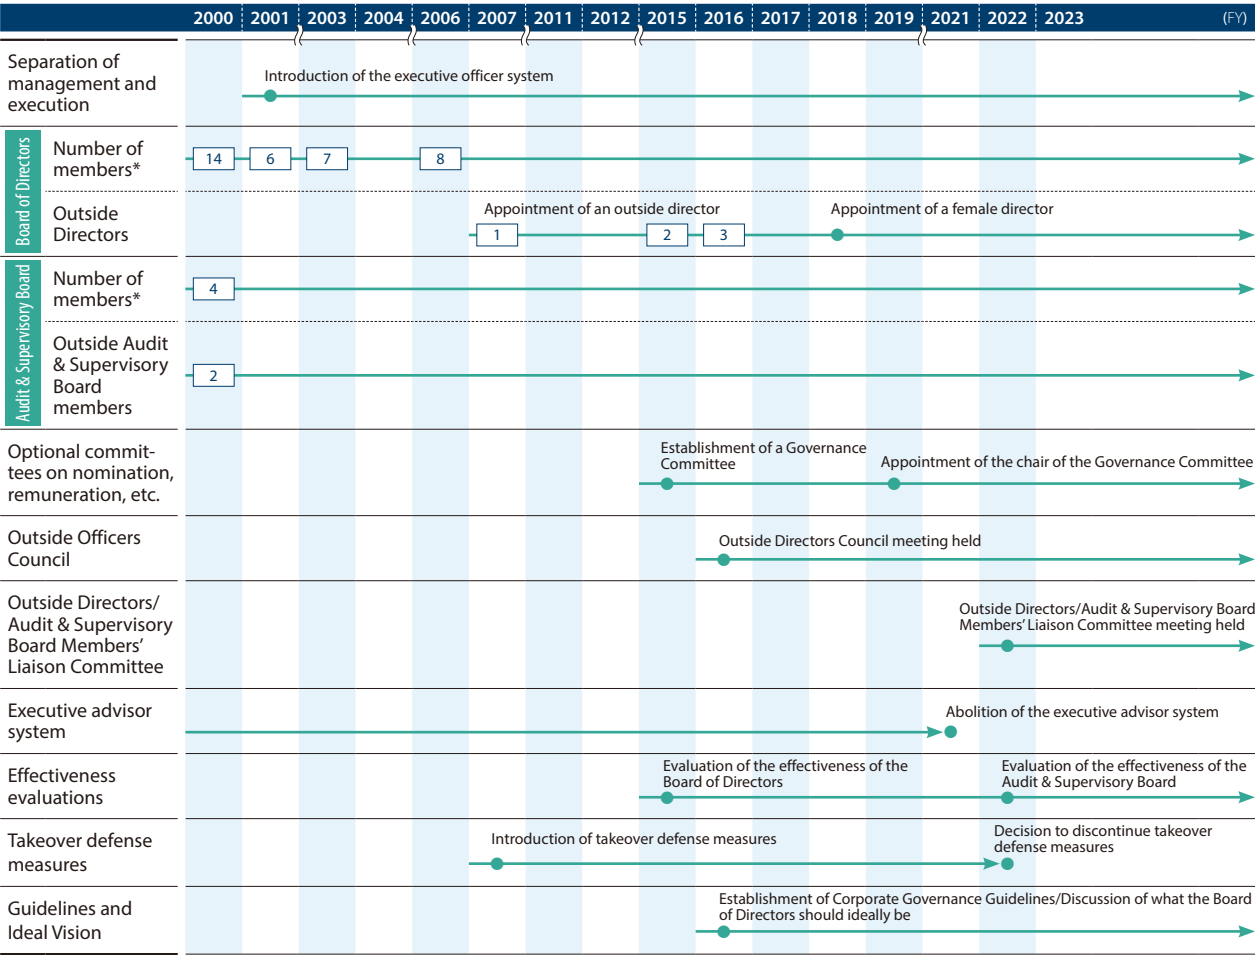 2000 2001 2003 2004 2006 2007 2011 2012 2015 2016 2017 2018 2019 2021 2022 2023 (FY)
Separation of
management and
execution
Introduction of the executive officer system
Board of Directors
Number of
members*
14 6 7 8
Outside
Directors
Appointment of an outside director
Appointment of a female director
1 2 3
Audit & Supervisory Board
Number of
members*
4
Outside Audit
& Supervisory
Board
members
2
Optional commit-
tees on nomination,
remuneration, etc.
Establishment of a Governance
Committee
Appointment of the chair of the Governance Committee
Outside Officers
Council
Outside Directors Council meeting held
Outside Directors/
Audit & Supervisory
Board Members’
Liaison Committee
Outside Directors/Audit & Supervisory Board
Members’ Liaison Committee meeting held
Executive advisor
system
Abolition of the executive advisor system
Effectiveness
evaluations
Evaluation of the effectiveness of the
Board of Directors
Evaluation of the effectiveness of the
Audit & Supervisory Board
Takeover defense
measures
Introduction of takeover defense measures
Decision to discontinue takeover
defense measures
Guidelines and
Ideal Vision
Establishment of Corporate Governance Guidelines/Discussion of what the Board
of Directors should ideally be